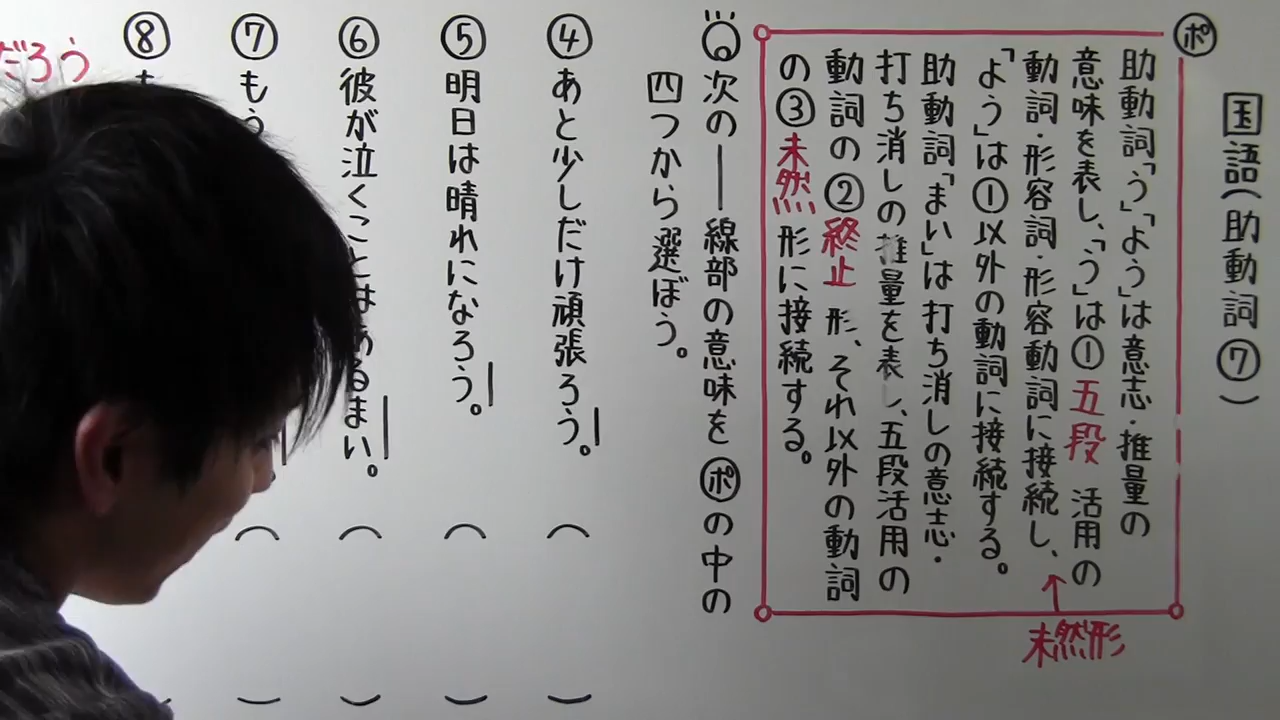 国語(助動詞⑦)
ポ
助動詞「う」「よう」は意志・推量の
意味を表し、「う」は①五段 活用の
動詞・形容詞・形容動詞に接続し、
未然形
「よう」は①以外の動詞に接続する。
助動詞「まい」は打ち消しの意志・
打ち消しの推量を表し、五段活用の
動詞の②終止形、それ以外の動詞
の③未然形に接続する。
Q次の―線部の意味をポの中の
四つから選ぼう。
④あと少しだけ頑張ろう。( )
⑤明日は晴れになろう。( )
⑥彼が泣くことはあるまい。( )
⑦もう ( )
⑧
だろう